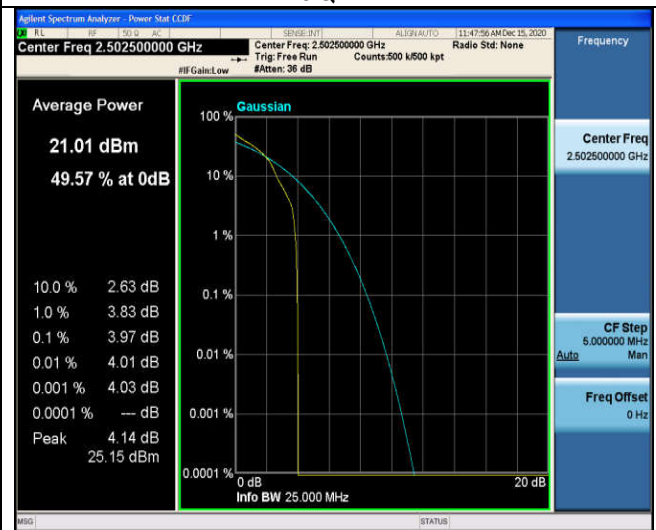 Agilent Spectrum Analyzer - Power Stat CCDF
RL RF 50 Ω AC SENSE:INT ALIGN AUTO 11:47:56 AM Dec 15, 2020
Center Freq 2.502500000 GHz
Center Freq: 2.502500000 GHz Radio Std: None
Trig: Free Run Counts:500 k/500 kpt
#IFGain:Low #Atten: 36 dB
Frequency
Average Power
21.01 dBm
49.57 % at 0dB
10.0 % 2.63 dB
1.0 % 3.83 dB
0.1 % 3.97 dB
0.01 % 4.01 dB
0.001 % 4.03 dB
0.0001 % --- dB
Peak 4.14 dB
25.15 dBm
Gaussian
100 %
10 %
1 %
0.1 %
0.01 %
0.001 %
0.0001 %
0 dB 20 dB
Info BW 25.000 MHz
Center Freq
2.502500000 GHz
CF Step
5.000000 MHz
Auto Man
Freq Offset
0 Hz
MSG STATUS